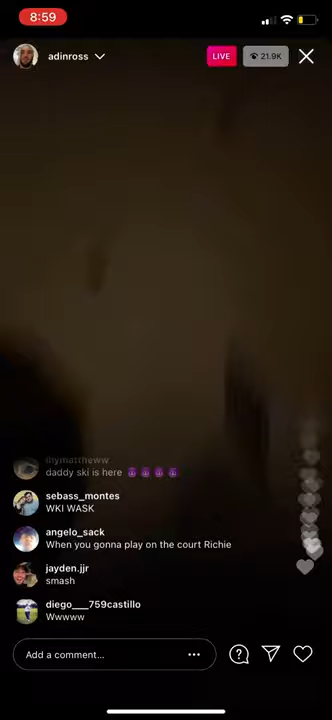 8:59
adinross
LIVE
21.9K
daddy ski is here 😈 😈 😈 😈
sebass_montes
WKI WASK
angelo_sack
When you gonna play on the court Richie
jayden.jjr
smash
diego___759castillo
Wwwww
Add a comment...